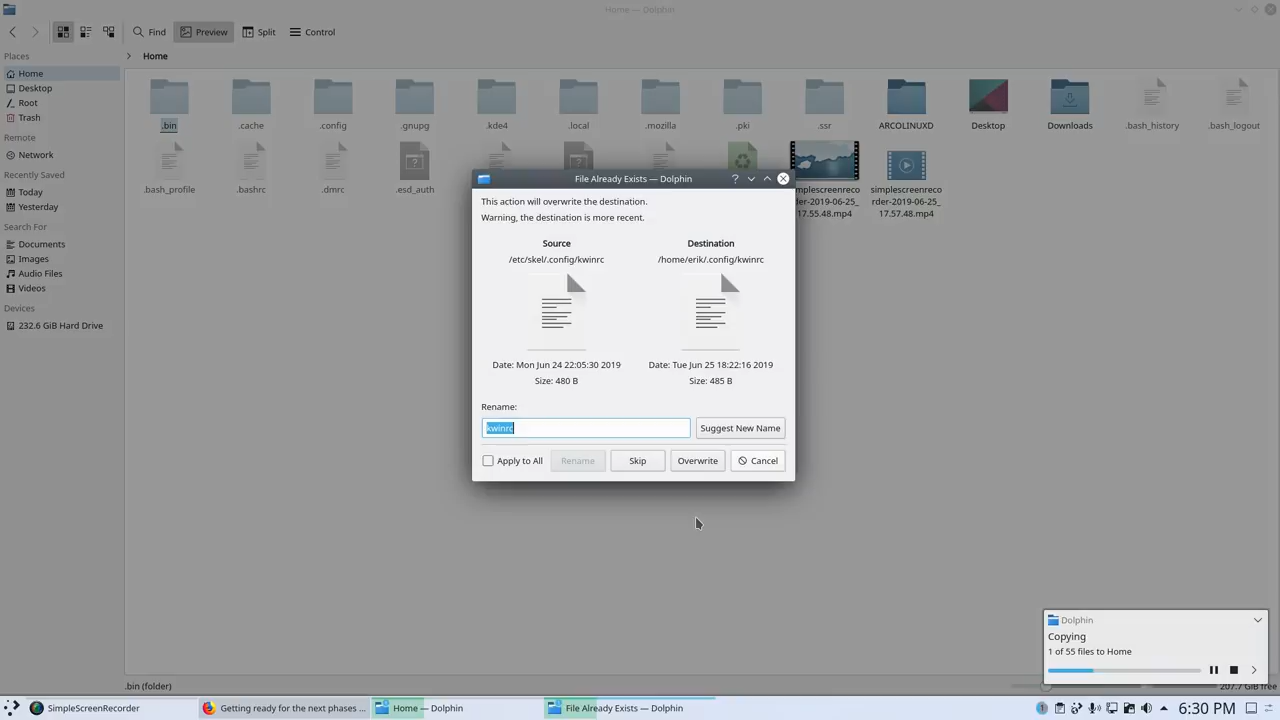 Home — Dolphin
Find
Preview
Split
Control
Places
Home
Home
Desktop
Root
Trash
Remote
Network
Recently Saved
Today
Yesterday
Search For
Documents
Images
Audio Files
Videos
Devices
232.6 GiB Hard Drive
.bin
.cache
.config
.gnupg
.kde4
.local
.mozilla
.pki
.ssr
ARCOLINUXD
Desktop
Downloads
.bash_history
.bash_logout
.bash_profile
.bashrc
.dmrc
.esd_auth
rder-2019-06-25_
17.55.48.mp4
simplescreenreco
rder-2019-06-25_
17.57.48.mp4
File Already Exists — Dolphin
This action will overwrite the destination.
Warning, the destination is more recent.
Source
Destination
/etc/skel/.config/kwinrc
/home/erik/.config/kwinrc
Date: Mon Jun 24 22:05:30 2019
Date: Tue Jun 25 18:22:16 2019
Size: 480 B
Size: 485 B
Rename:
kwinrc
Suggest New Name
Apply to All
Rename
Skip
Overwrite
Cancel
Dolphin
Copying
1 of 55 files to Home
.bin (folder)
207.7 GiB free
SimpleScreenRecorder
Getting ready for the next phases ...
Home — Dolphin
File Already Exists — Dolphin
6:30 PM